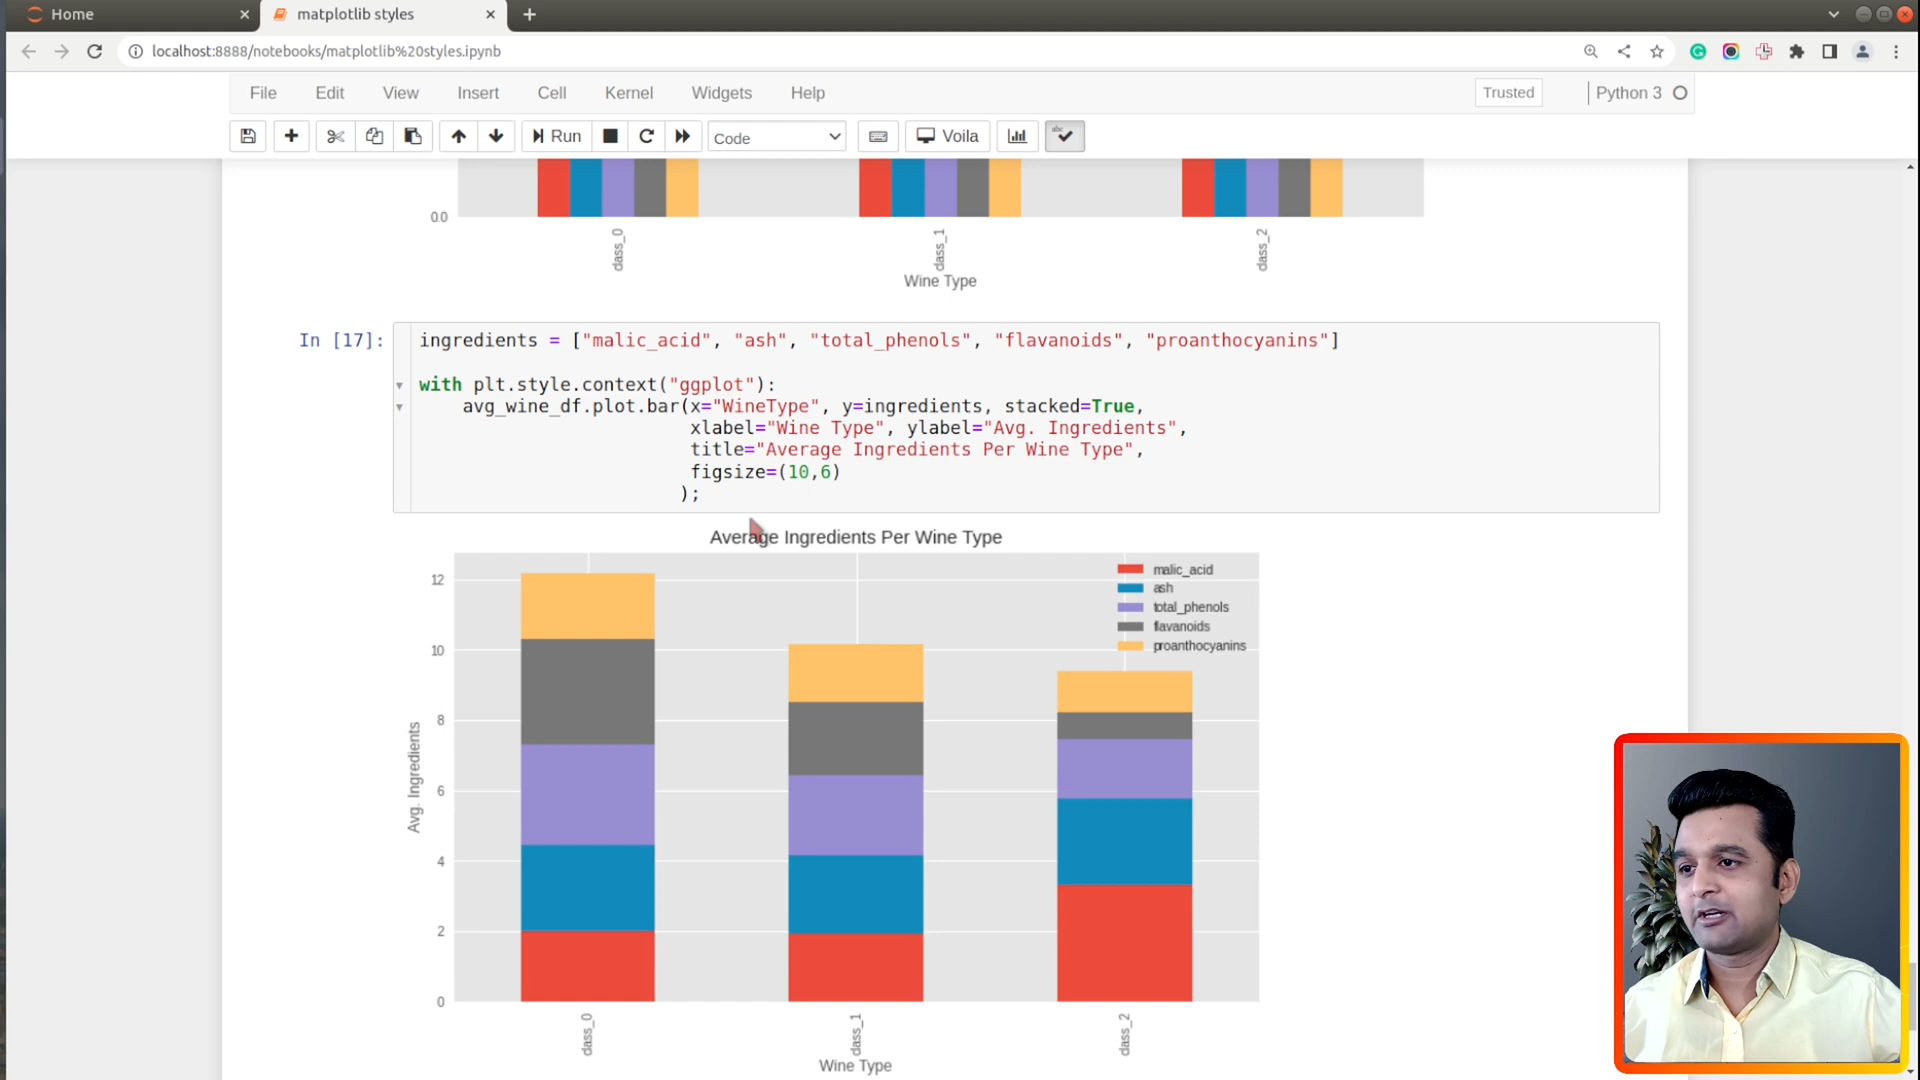 Home
matplotlib styles
localhost:8888/notebooks/matplotlib%20styles.ipynb
File Edit View Insert Cell Kernel Widgets Help
Trusted
Python 3
Run
Code
Voila
0.0
class_0
class_1
class_2
Wine Type
In [17]:
ingredients = ["malic_acid", "ash", "total_phenols", "flavanoids", "proanthocyanins"]
with plt.style.context("ggplot"):
avg_wine_df.plot.bar(x="WineType", y=ingredients, stacked=True,
xlabel="Wine Type", ylabel="Avg. Ingredients",
title="Average Ingredients Per Wine Type",
figsize=(10,6)
);
Average Ingredients Per Wine Type
malic_acid
ash
total_phenols
flavanoids
proanthocyanins
12
10
8
6
4
2
0
Avg. Ingredients
class_0
class_1
class_2
Wine Type